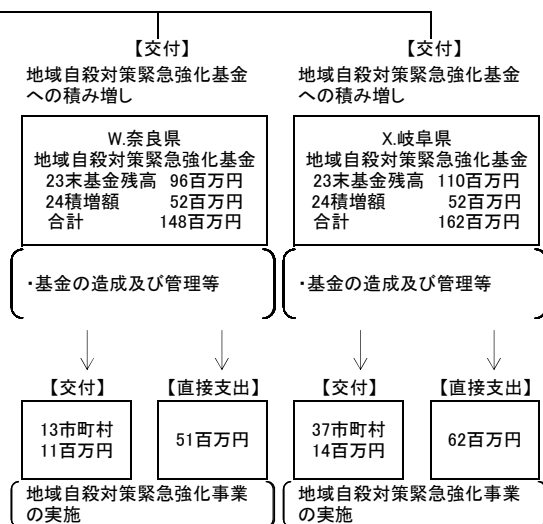 【交付】
地域自殺対策緊急強化基金
への積み増し
W.奈良県
地域自殺対策緊急強化基金
23末基金残高 96百万円
24積増額 52百万円
合計 148百万円
・基金の造成及び管理等
【交付】
13市町村
11百万円
【直接支出】
51百万円
地域自殺対策緊急強化事業
の実施
【交付】
地域自殺対策緊急強化基金
への積み増し
X.岐阜県
地域自殺対策緊急強化基金
23末基金残高 110百万円
24積増額 52百万円
合計 162百万円
・基金の造成及び管理等
【交付】
37市町村
14百万円
【直接支出】
62百万円
地域自殺対策緊急強化事業
の実施